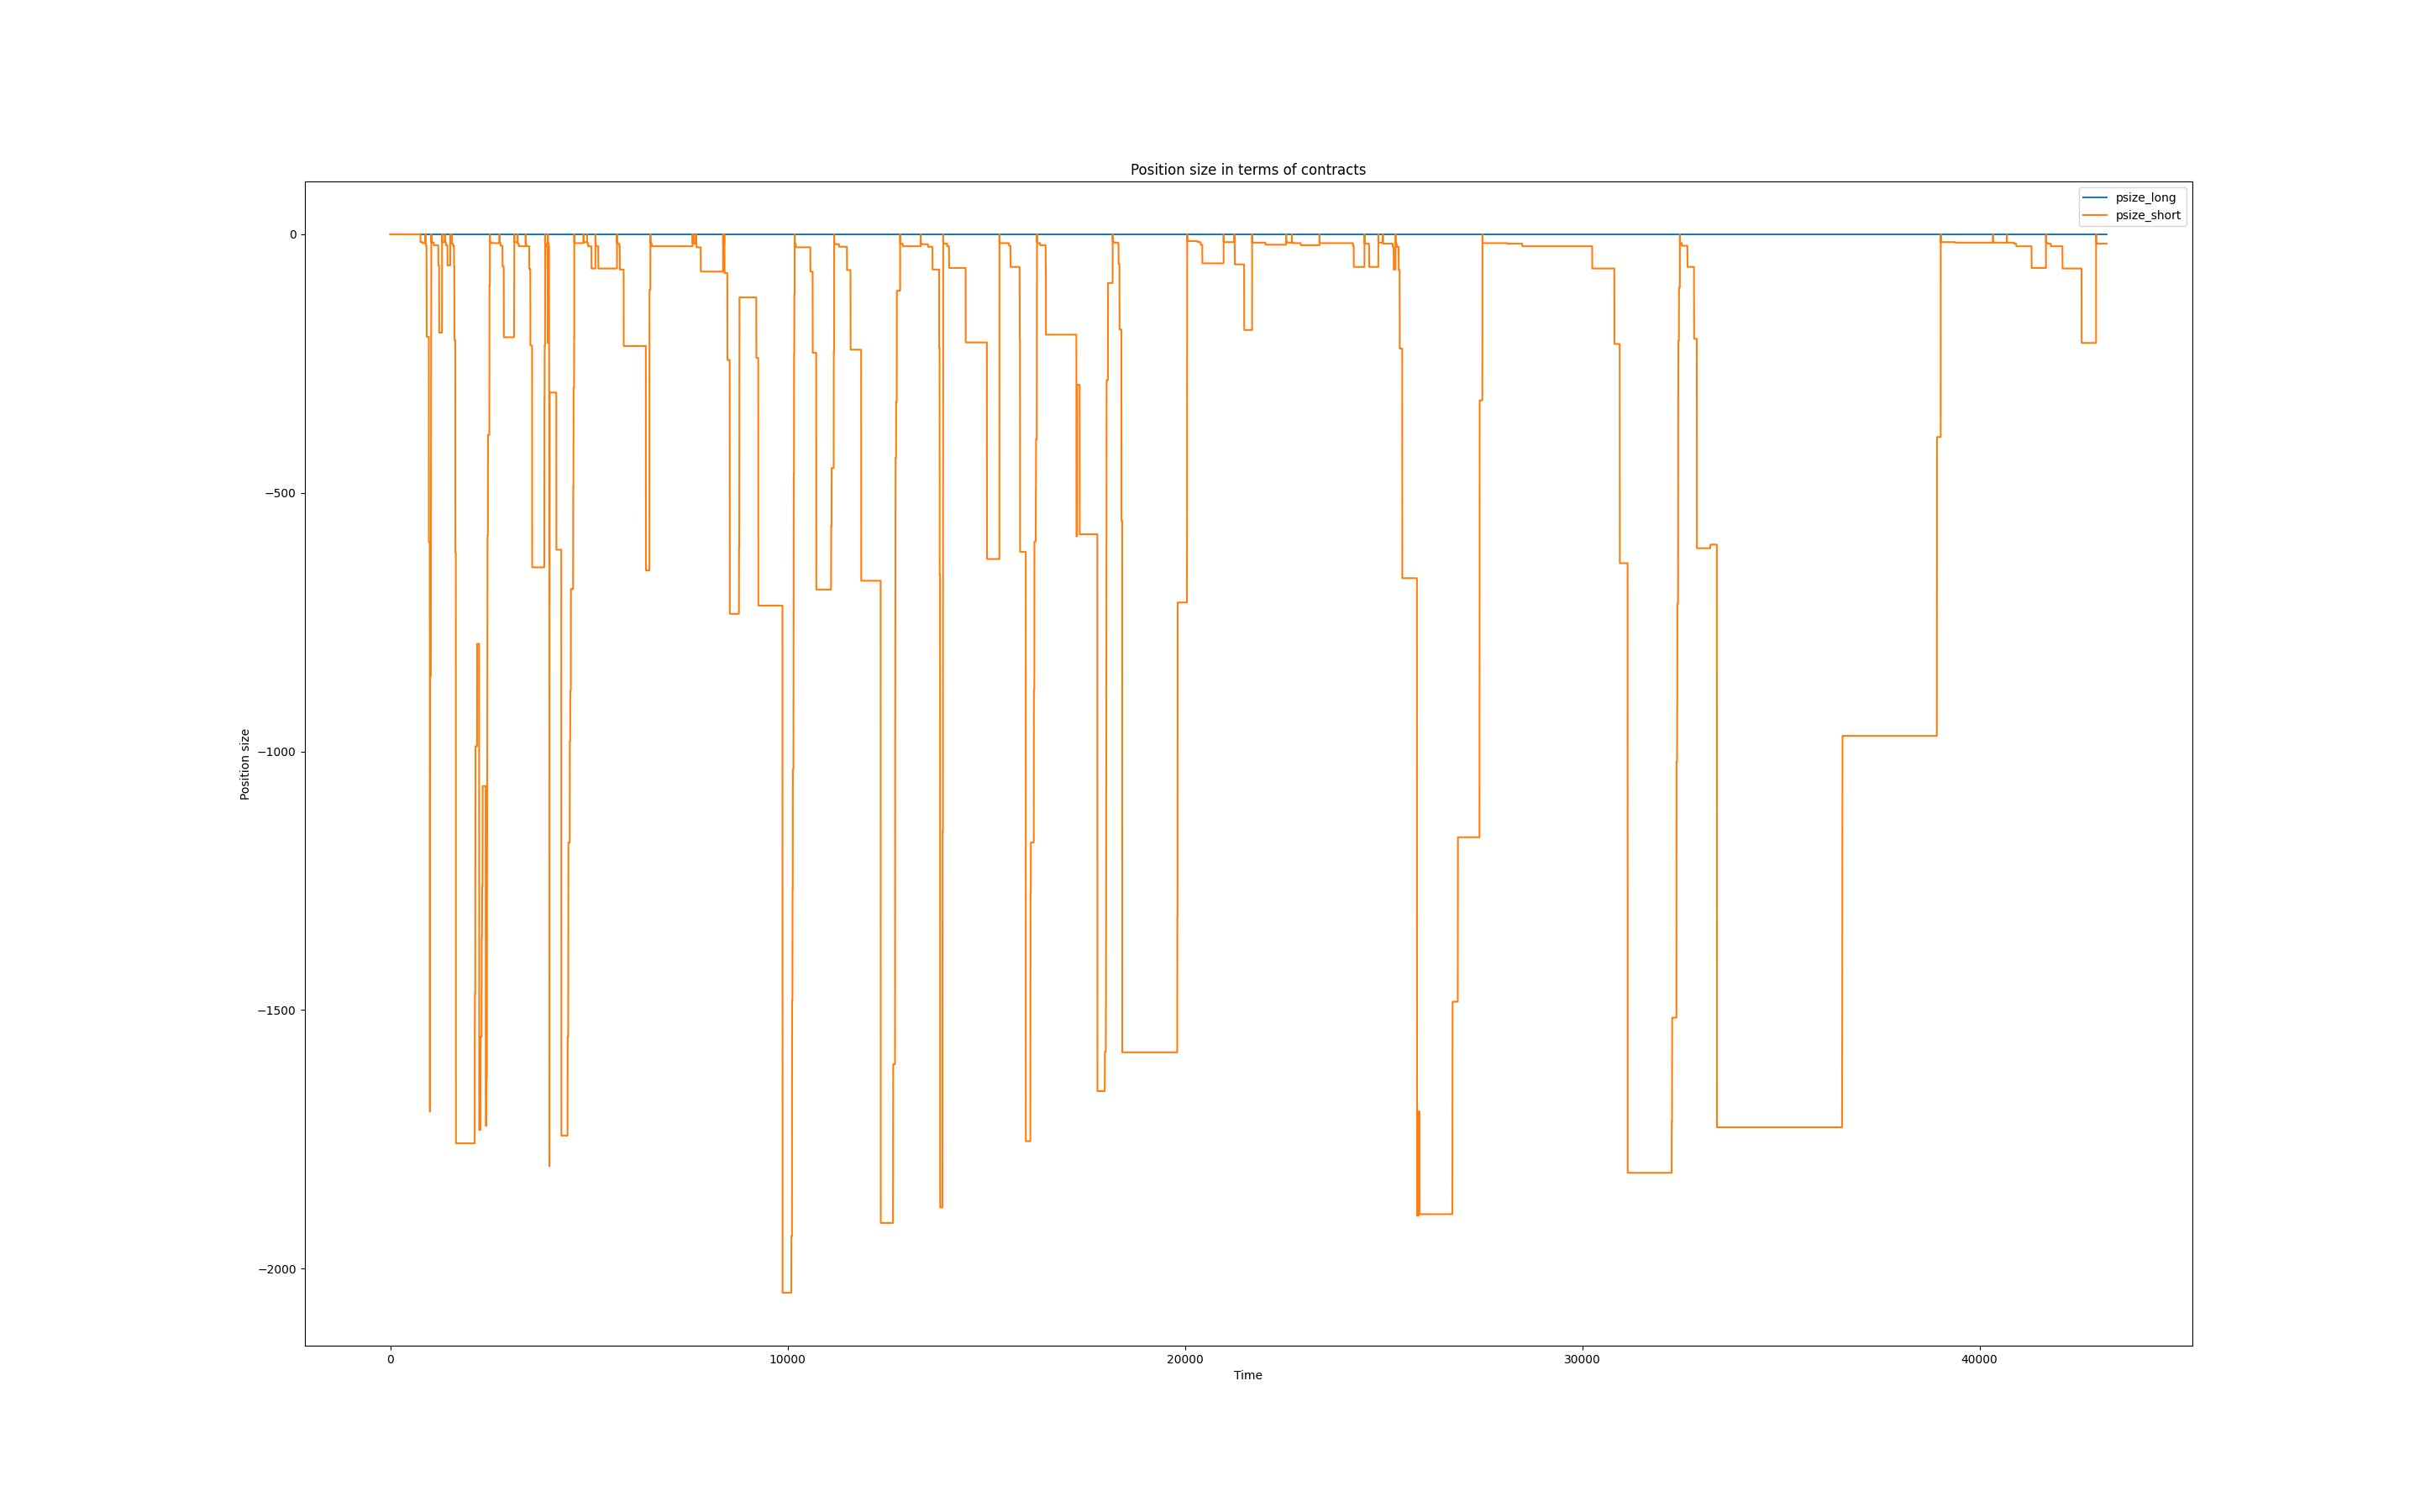 Position size in terms of contracts
psize_long
psize_short
0
−500
−1000
−1500
−2000
Position size
0
10000
20000
30000
40000
Time